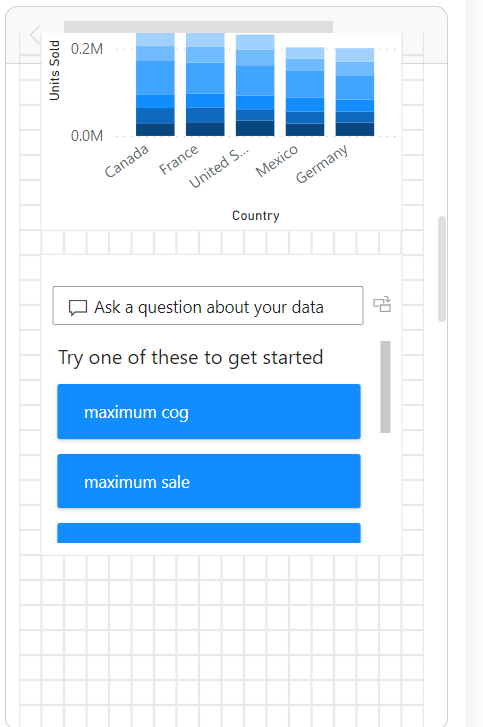 Units Sold
0.2M
0.0M
Canada
France
United S...
Mexico
Germany
Country
Ask a question about your data
Try one of these to get started
maximum cog
maximum sale